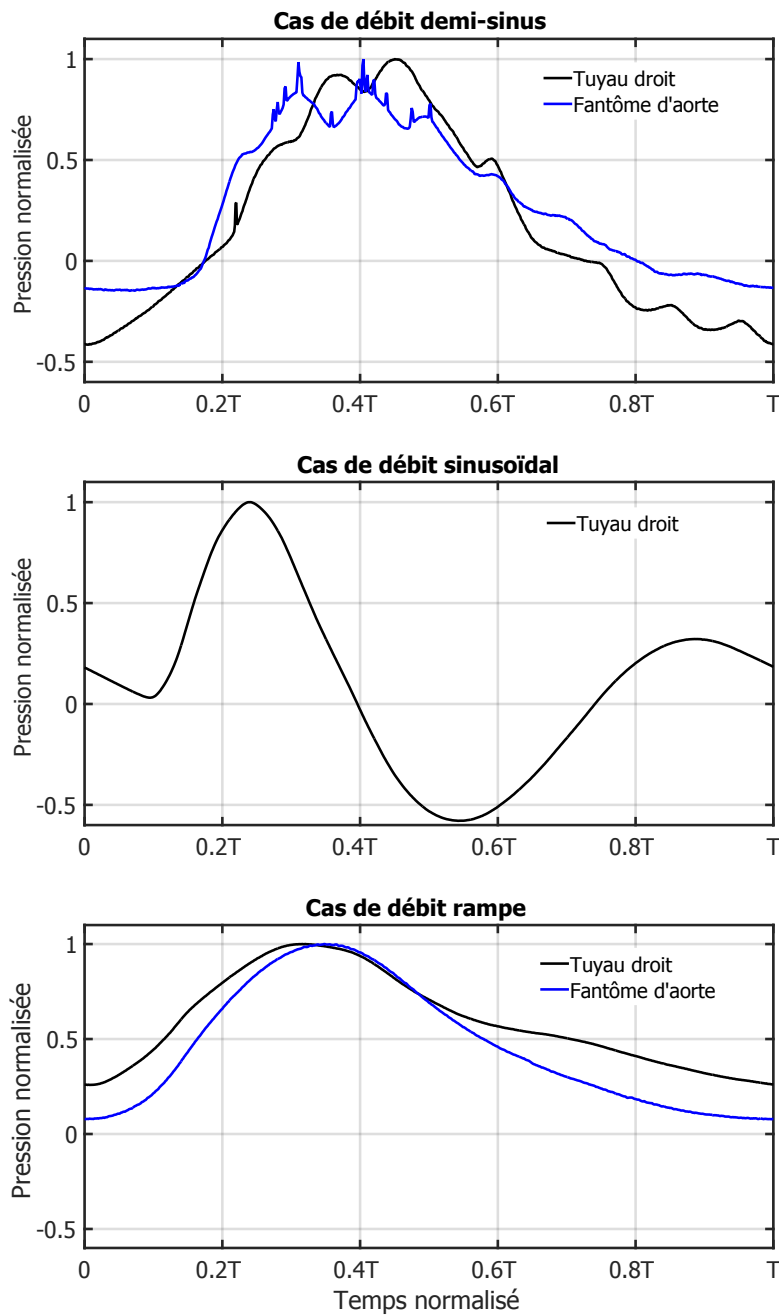 Cas de débit demi-sinus
Pression normalisée
1
0.5
0
-0.5
Tuyau droit
Fantôme d'aorte
0
0.2T
0.4T
0.6T
0.8T
T
Cas de débit sinusoïdal
Pression normalisée
1
0.5
0
-0.5
Tuyau droit
0
0.2T
0.4T
0.6T
0.8T
T
Cas de débit rampe
Pression normalisée
1
0.5
0
-0.5
Tuyau droit
Fantôme d'aorte
0
0.2T
0.4T
0.6T
0.8T
T
Temps normalisé